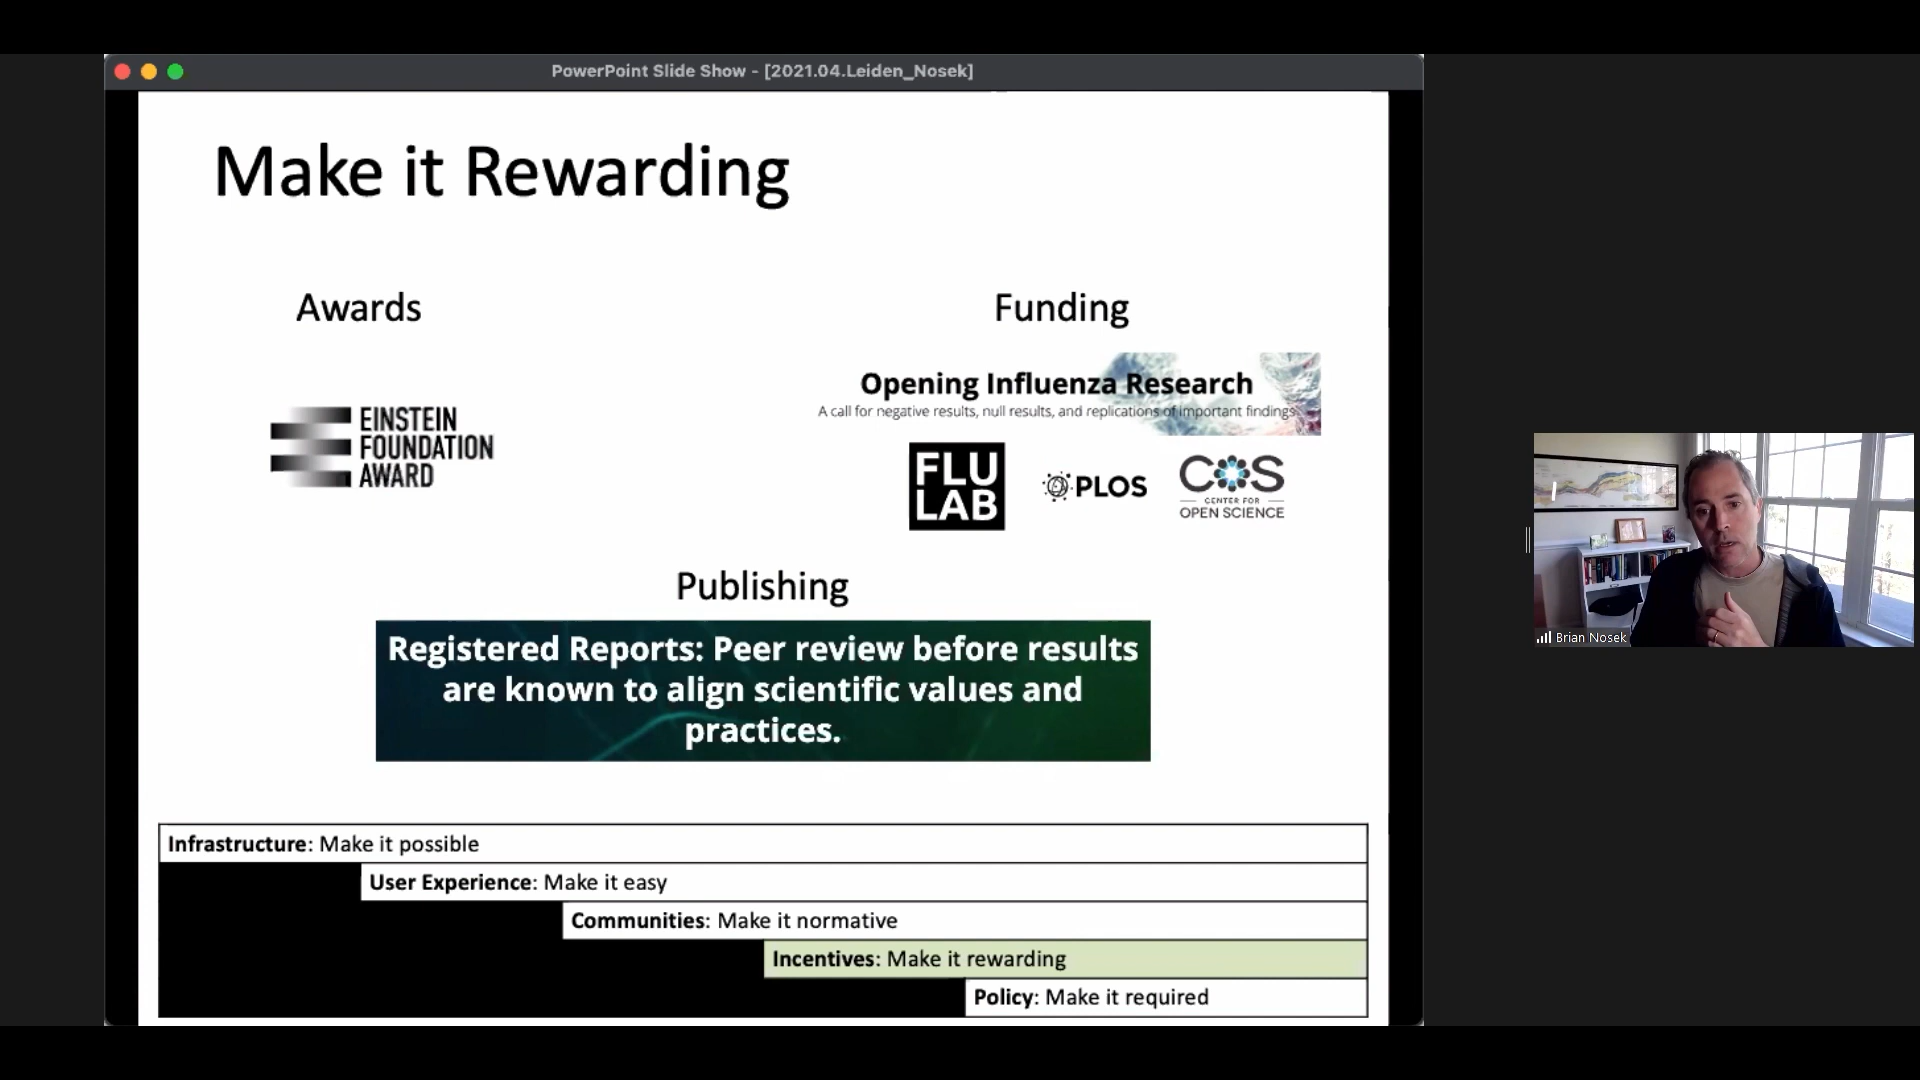 PowerPoint Slide Show - [2021.04.Leiden_Nosek]
Make it Rewarding
Awards
Funding
EINSTEIN
FOUNDATION
AWARD
Opening Influenza Research
A call for negative results, null results, and replications of important findings.
FLU
LAB
PLOS
COS
CENTER FOR
OPEN SCIENCE
Publishing
Registered Reports: Peer review before results
are known to align scientific values and
practices.
Infrastructure: Make it possible
User Experience: Make it easy
Communities: Make it normative
Incentives: Make it rewarding
Policy: Make it required
Brian Nosek